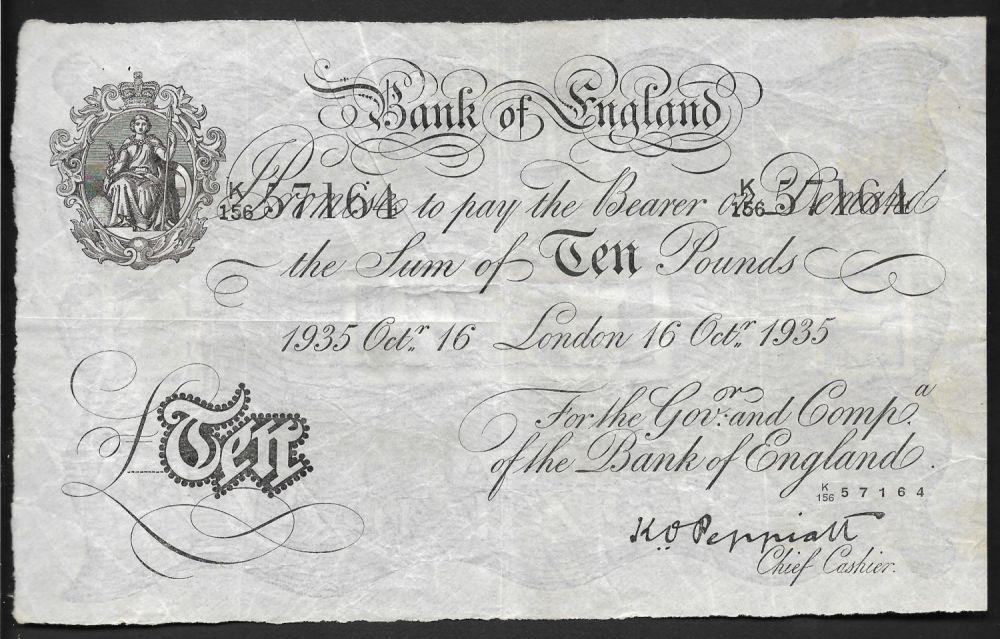 Bank of England
K/156 57164 K/156 57164
I Promise to pay the Bearer on Demand
the Sum of Ten Pounds
1935 Octr. 16 London 16 Octr. 1935
For the Govr. and Compa.
£ Ten
of the Bank of England.
K/156 57164
K.O. Peppiatt
Chief Cashier.